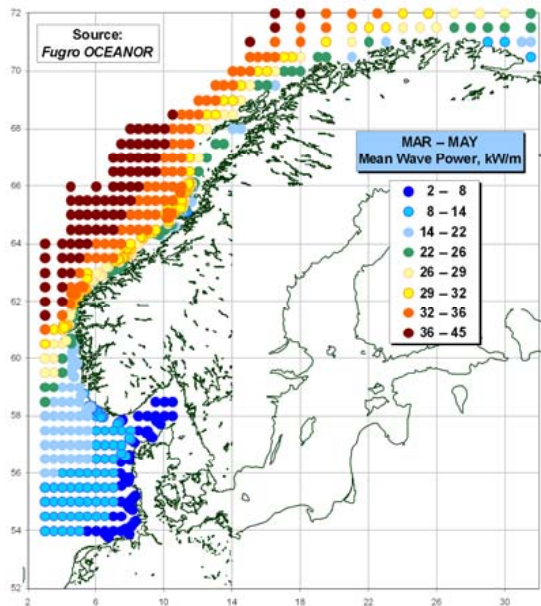 Source:
Fugro OCEANOR
MAR – MAY
Mean Wave Power, kW/m
2 – 8
8 – 14
14 – 22
22 – 26
26 – 29
29 – 32
32 – 36
36 – 45
72
70
68
66
64
62
60
58
56
54
52
2 6 10 14 18 22 26 30